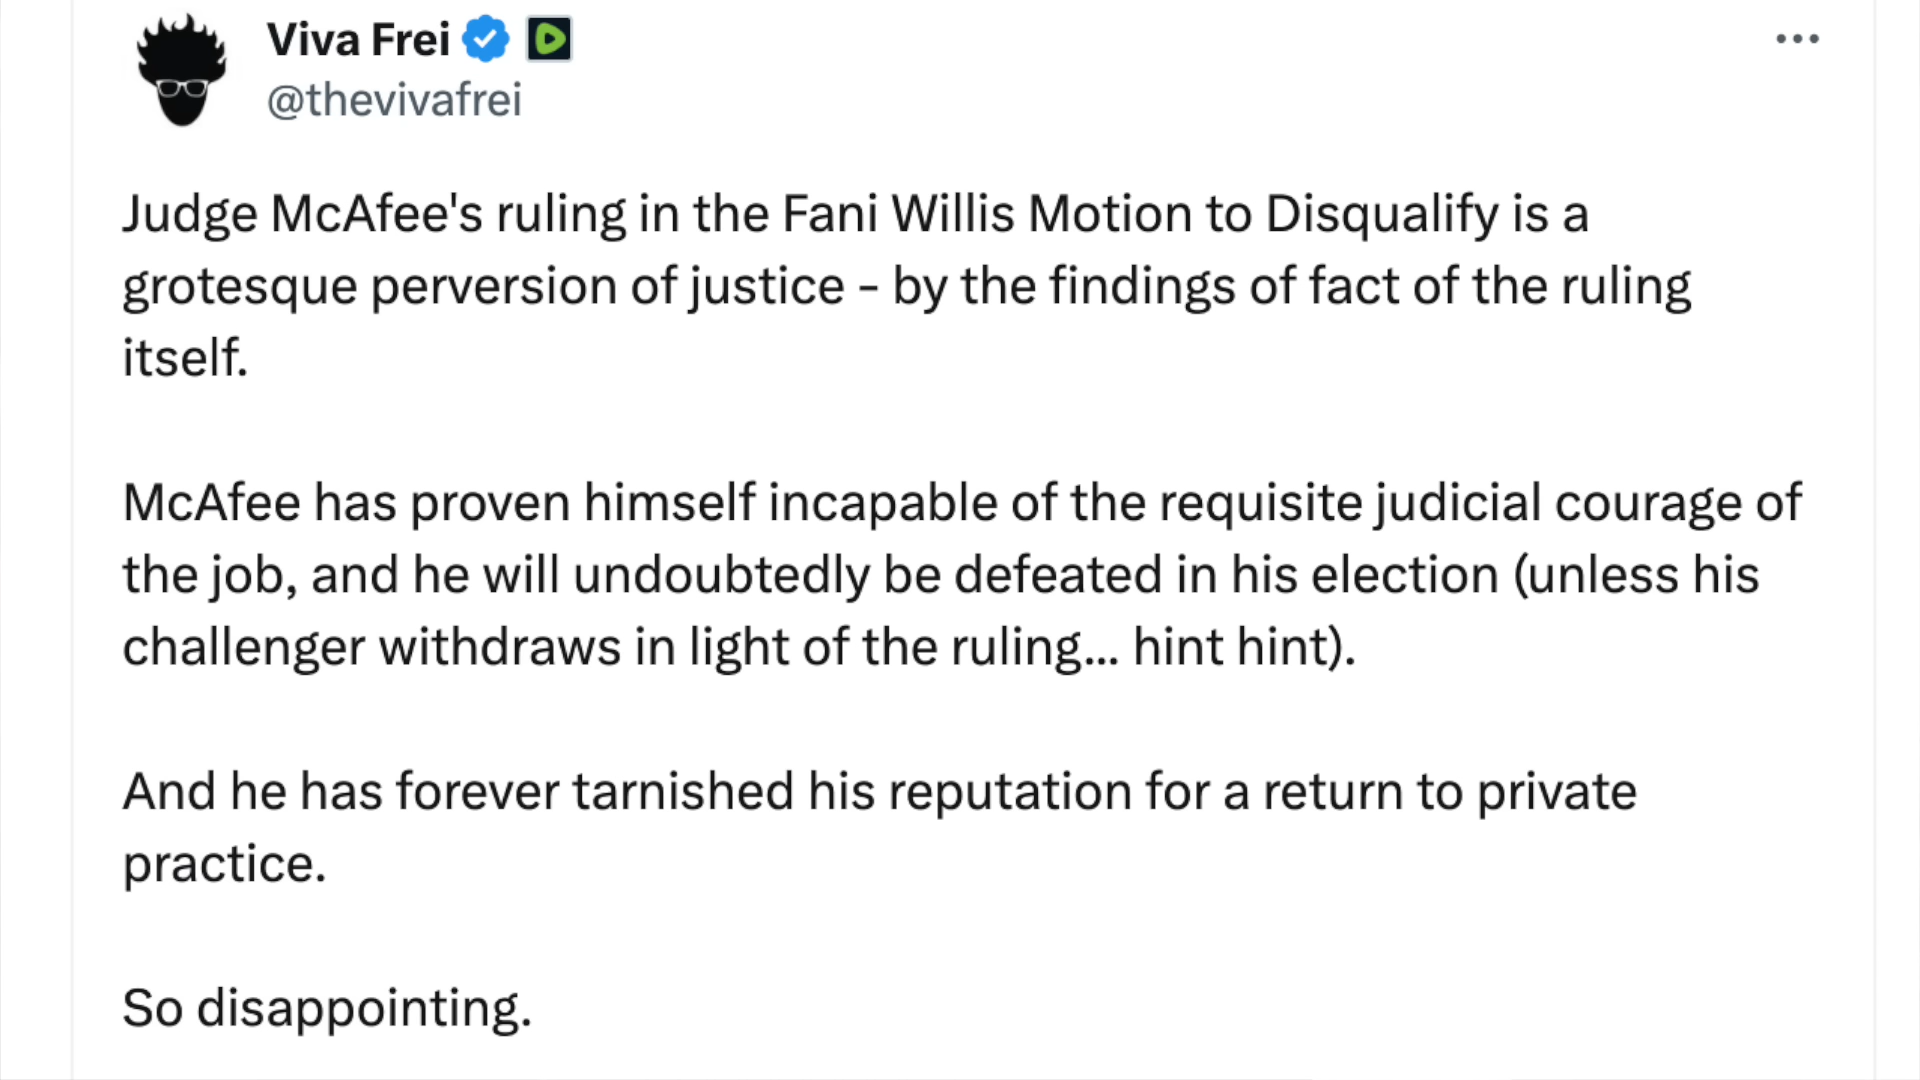 Viva Frei
@thevivafrei
Judge McAfee's ruling in the Fani Willis Motion to Disqualify is a
grotesque perversion of justice - by the findings of fact of the ruling
itself.
McAfee has proven himself incapable of the requisite judicial courage of
the job, and he will undoubtedly be defeated in his election (unless his
challenger withdraws in light of the ruling... hint hint).
And he has forever tarnished his reputation for a return to private
practice.
So disappointing.